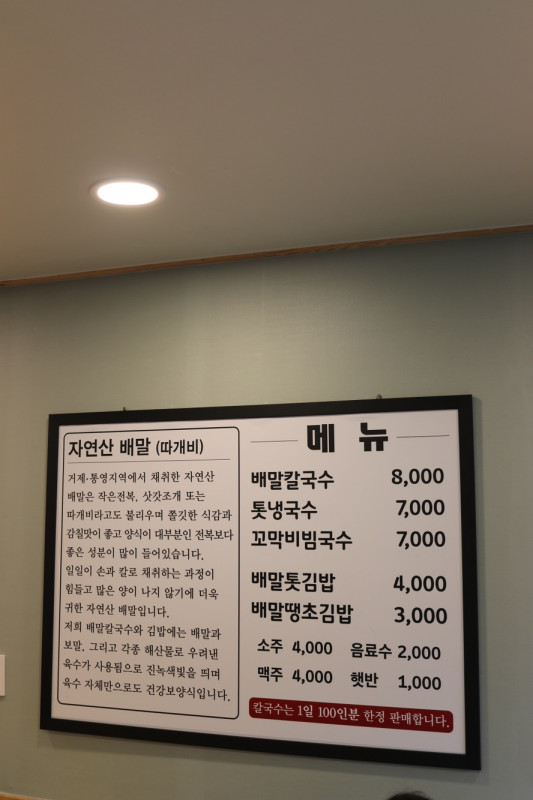 자연산 배말 (따개비)
거제·통영지역에서 채취한 자연산
배말은 작은전복, 삿갓조개 또는
따개비라고도 불리우며 쫄깃한 식감과
감칠맛이 좋고 양식이 대부분인 전복보다
좋은 성분이 많이 들어있습니다.
일일이 손과 칼로 채취하는 과정이
힘들고 많은 양이 나지 않기에 더욱
귀한 자연산 배말입니다.
저희 배말칼국수와 김밥에는 배말과
보말, 그리고 각종 해산물로 우려낸
육수가 사용됨으로 진녹색빛을 띄며
육수 자체만으로도 건강보양식입니다.
메뉴
배말칼국수 8,000
톳냉국수 7,000
꼬막비빔국수 7,000
배말톳김밥 4,000
배말땡초김밥 3,000
소주 4,000 음료수 2,000
맥주 4,000 햇반 1,000
칼국수는 1일 100인분 한정 판매합니다.